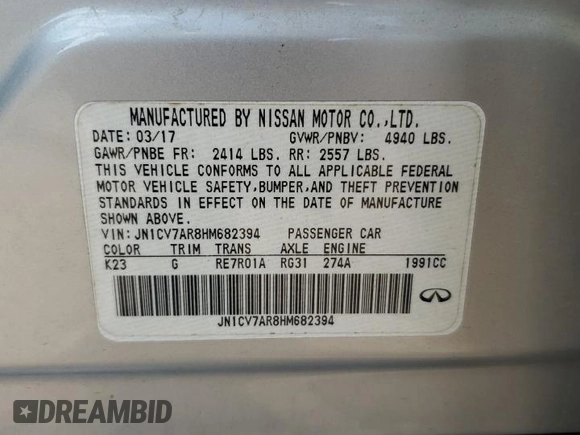 MANUFACTURED BY NISSAN MOTOR CO.,LTD.
DATE: 03/17 GVWR/PNBV: 4940 LBS.
GAWR/PNBE FR: 2414 LBS. RR: 2557 LBS.
THIS VEHICLE CONFORMS TO ALL APPLICABLE FEDERAL
MOTOR VEHICLE SAFETY,BUMPER,AND THEFT PREVENTION
STANDARDS IN EFFECT ON THE DATE OF MANUFACTURE
SHOWN ABOVE.
VIN: JN1CV7AR8HM682394 PASSENGER CAR
COLOR TRIM TRANS AXLE ENGINE
K23 G RE7R01A RG31 274A 1991CC
JN1CV7AR8HM682394
DREAMBID